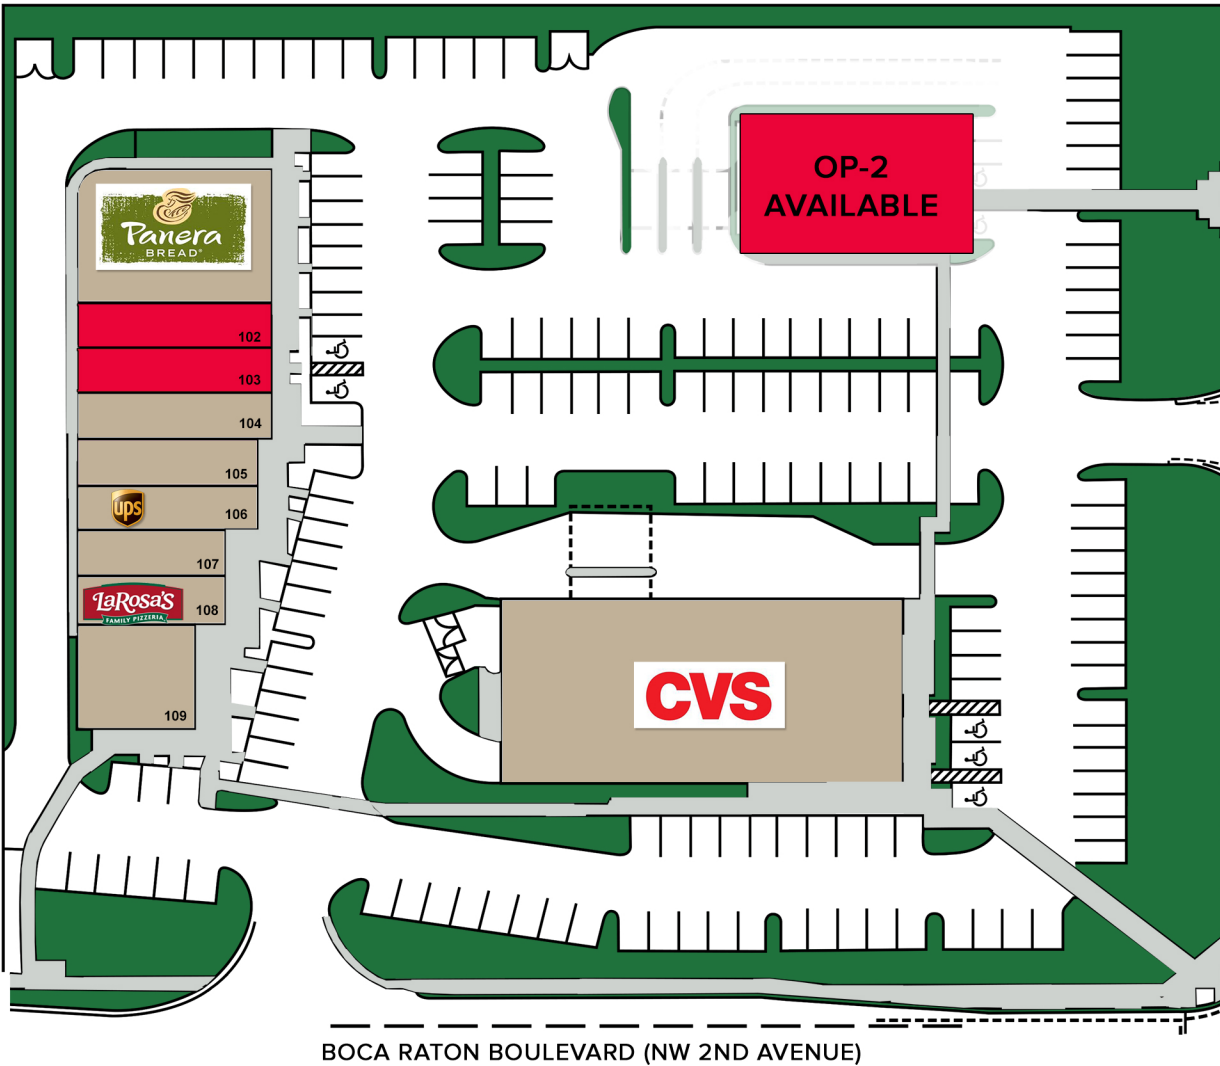 OP-2
AVAILABLE
Panera
BREAD®
102
103
104
105
ups
106
107
LaRosa's
FAMILY PIZZERIA
108
CVS
109
BOCA RATON BOULEVARD (NW 2ND AVENUE)